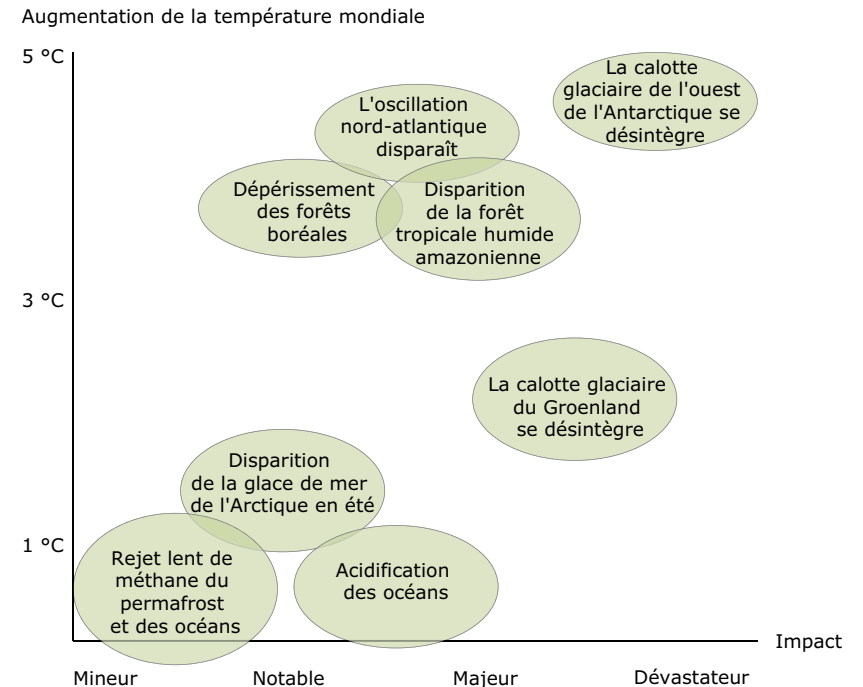 Augmentation de la température mondiale
5 °C
La calotte
glaciaire de l'ouest
de l'Antarctique se
désintègre
L'oscillation
nord-atlantique
disparaît
Dépérissement
des forêts
boréales
Disparition
de la forêt
tropicale humide
amazonienne
3 °C
La calotte glaciaire
du Groenland
se désintègre
Disparition
de la glace de mer
de l'Arctique en été
1 °C
Rejet lent de
méthane du
permafrost
et des océans
Acidification
des océans
Impact
Mineur
Notable
Majeur
Dévastateur